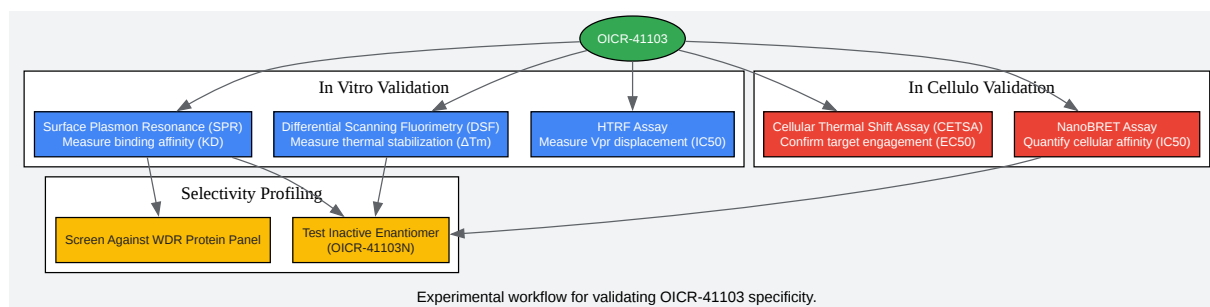 OICR-41103
In Vitro Validation
In Cellulo Validation
Surface Plasmon Resonance (SPR)
Measure binding affinity (KD)
Differential Scanning Fluorimetry (DSF)
Measure thermal stabilization (ΔTm)
HTRF Assay
Measure Vpr displacement (IC50)
Cellular Thermal Shift Assay (CETSA)
Confirm target engagement (EC50)
NanoBRET Assay
Quantify cellular affinity (IC50)
Selectivity Profiling
Screen Against WDR Protein Panel
Test Inactive Enantiomer
(OICR-41103N)
Experimental workflow for validating OICR-41103 specificity.